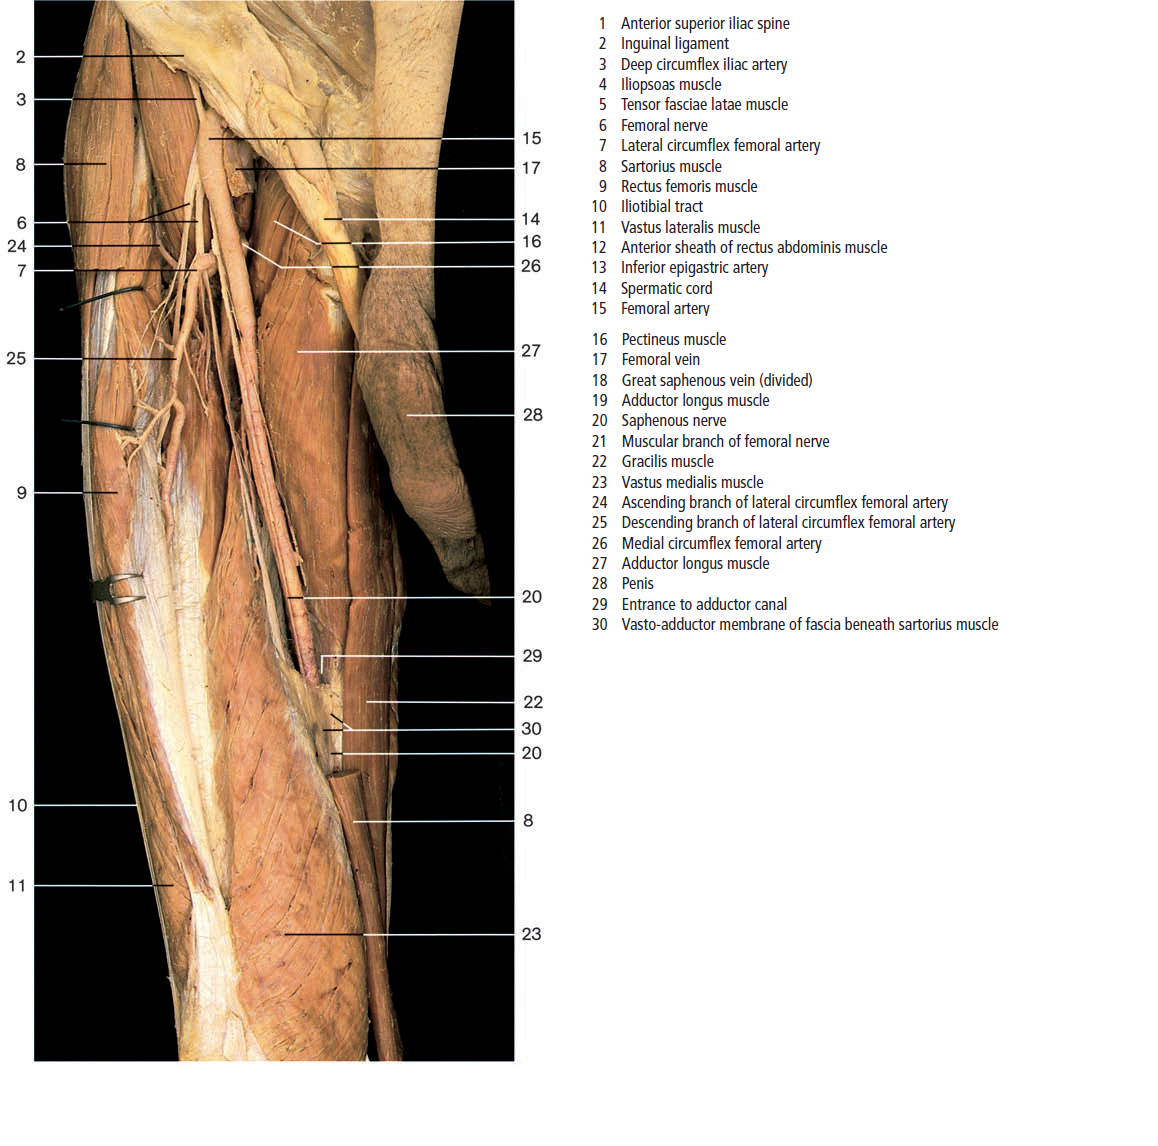 2
3
8
6
24
7
25
9
10
11
15
17
14
16
26
27
28
20
29
22
30
20
8
23
1 Anterior superior iliac spine
2 Inguinal ligament
3 Deep circumflex iliac artery
4 Iliopsoas muscle
5 Tensor fasciae latae muscle
6 Femoral nerve
7 Lateral circumflex femoral artery
8 Sartorius muscle
9 Rectus femoris muscle
10 Iliotibial tract
11 Vastus lateralis muscle
12 Anterior sheath of rectus abdominis muscle
13 Inferior epigastric artery
14 Spermatic cord
15 Femoral artery
16 Pectineus muscle
17 Femoral vein
18 Great saphenous vein (divided)
19 Adductor longus muscle
20 Saphenous nerve
21 Muscular branch of femoral nerve
22 Gracilis muscle
23 Vastus medialis muscle
24 Ascending branch of lateral circumflex femoral artery
25 Descending branch of lateral circumflex femoral artery
26 Medial circumflex femoral artery
27 Adductor longus muscle
28 Penis
29 Entrance to adductor canal
30 Vasto-adductor membrane of fascia beneath sartorius muscle